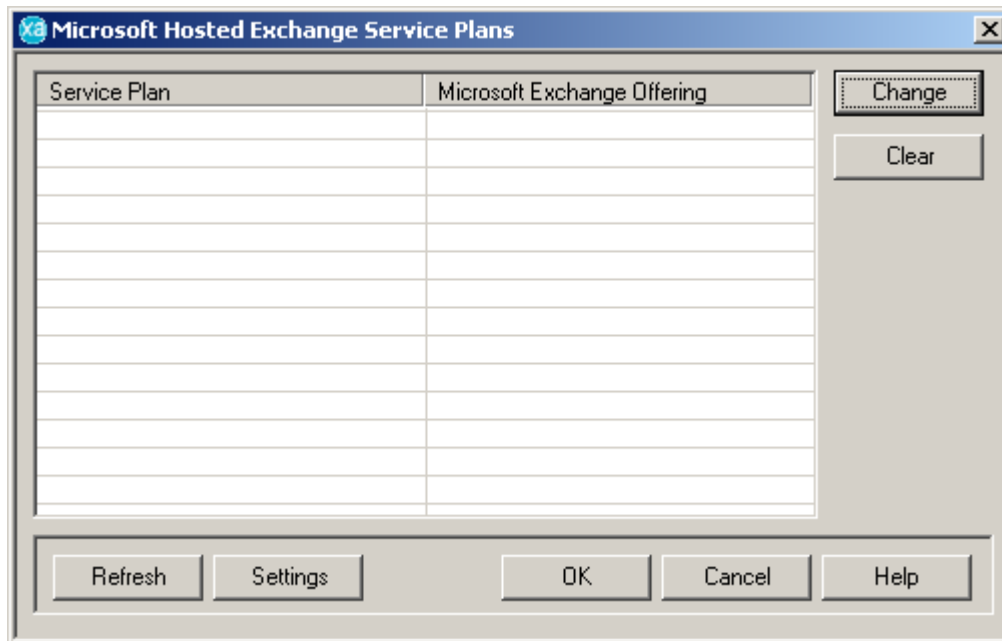 xa Microsoft Hosted Exchange Service Plans
Service Plan Microsoft Exchange Offering
Change
Clear
Refresh Settings OK Cancel Help